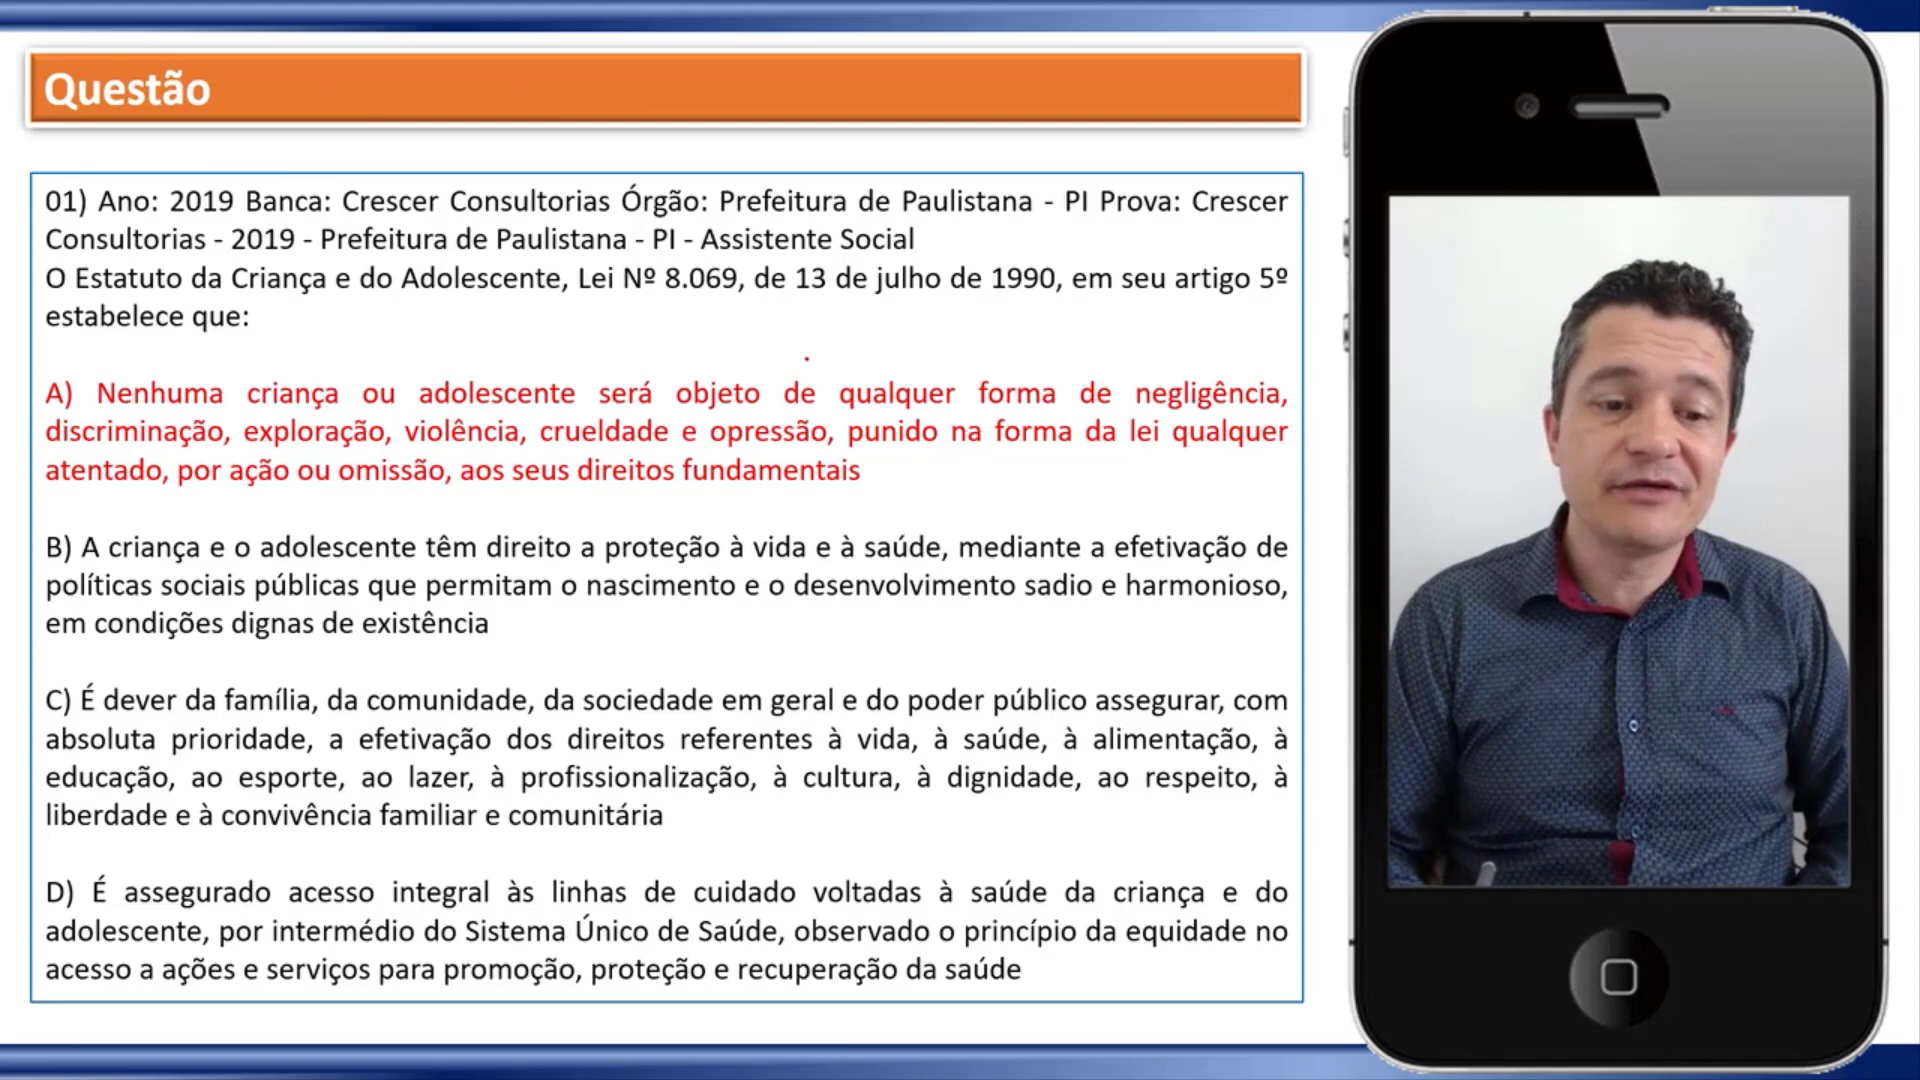 Questão
01) Ano: 2019 Banca: Crescer Consultorias Órgão: Prefeitura de Paulistana - PI Prova: Crescer
Consultorias - 2019 - Prefeitura de Paulistana - PI - Assistente Social
O Estatuto da Criança e do Adolescente, Lei Nº 8.069, de 13 de julho de 1990, em seu artigo 5º
estabelece que:
A) Nenhuma criança ou adolescente será objeto de qualquer forma de negligência,
discriminação, exploração, violência, crueldade e opressão, punido na forma da lei qualquer
atentado, por ação ou omissão, aos seus direitos fundamentais
B) A criança e o adolescente têm direito a proteção à vida e à saúde, mediante a efetivação de
políticas sociais públicas que permitam o nascimento e o desenvolvimento sadio e harmonioso,
em condições dignas de existência
C) É dever da família, da comunidade, da sociedade em geral e do poder público assegurar, com
absoluta prioridade, a efetivação dos direitos referentes à vida, à saúde, à alimentação, à
educação, ao esporte, ao lazer, à profissionalização, à cultura, à dignidade, ao respeito, à
liberdade e à convivência familiar e comunitária
D) É assegurado acesso integral às linhas de cuidado voltadas à saúde da criança e do
adolescente, por intermédio do Sistema Único de Saúde, observado o princípio da equidade no
acesso a ações e serviços para promoção, proteção e recuperação da saúde